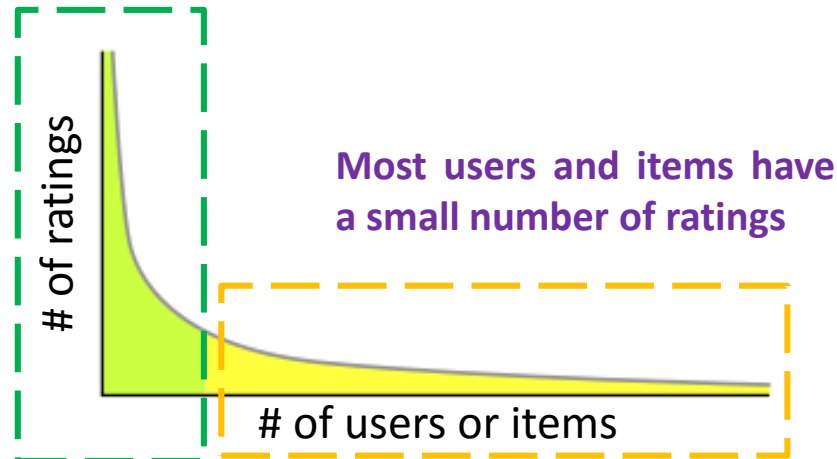 # of ratings
Most users and items have
a small number of ratings
# of users or items